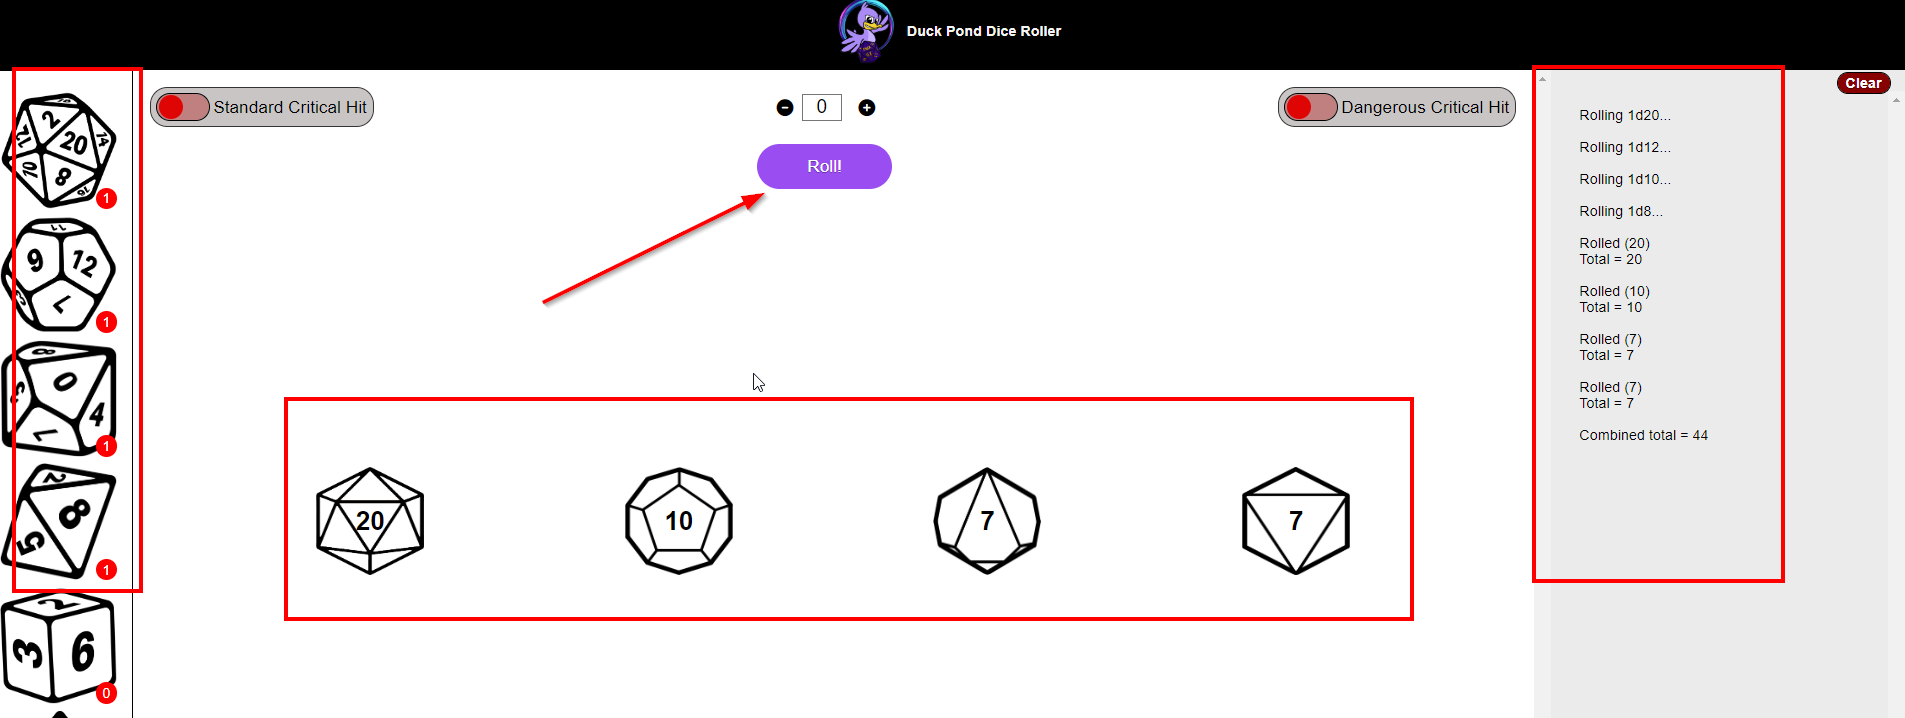 Duck Pond Dice Roller
Standard Critical Hit
0
Dangerous Critical Hit
Clear
Roll!
2
20
8
14
10
1
11
9
12
1
8
0
4
1
2
8
5
1
2
3
6
0
20
10
7
7
Rolling 1d20...
Rolling 1d12...
Rolling 1d10...
Rolling 1d8...
Rolled (20)
Total = 20
Rolled (10)
Total = 10
Rolled (7)
Total = 7
Rolled (7)
Total = 7
Combined total = 44